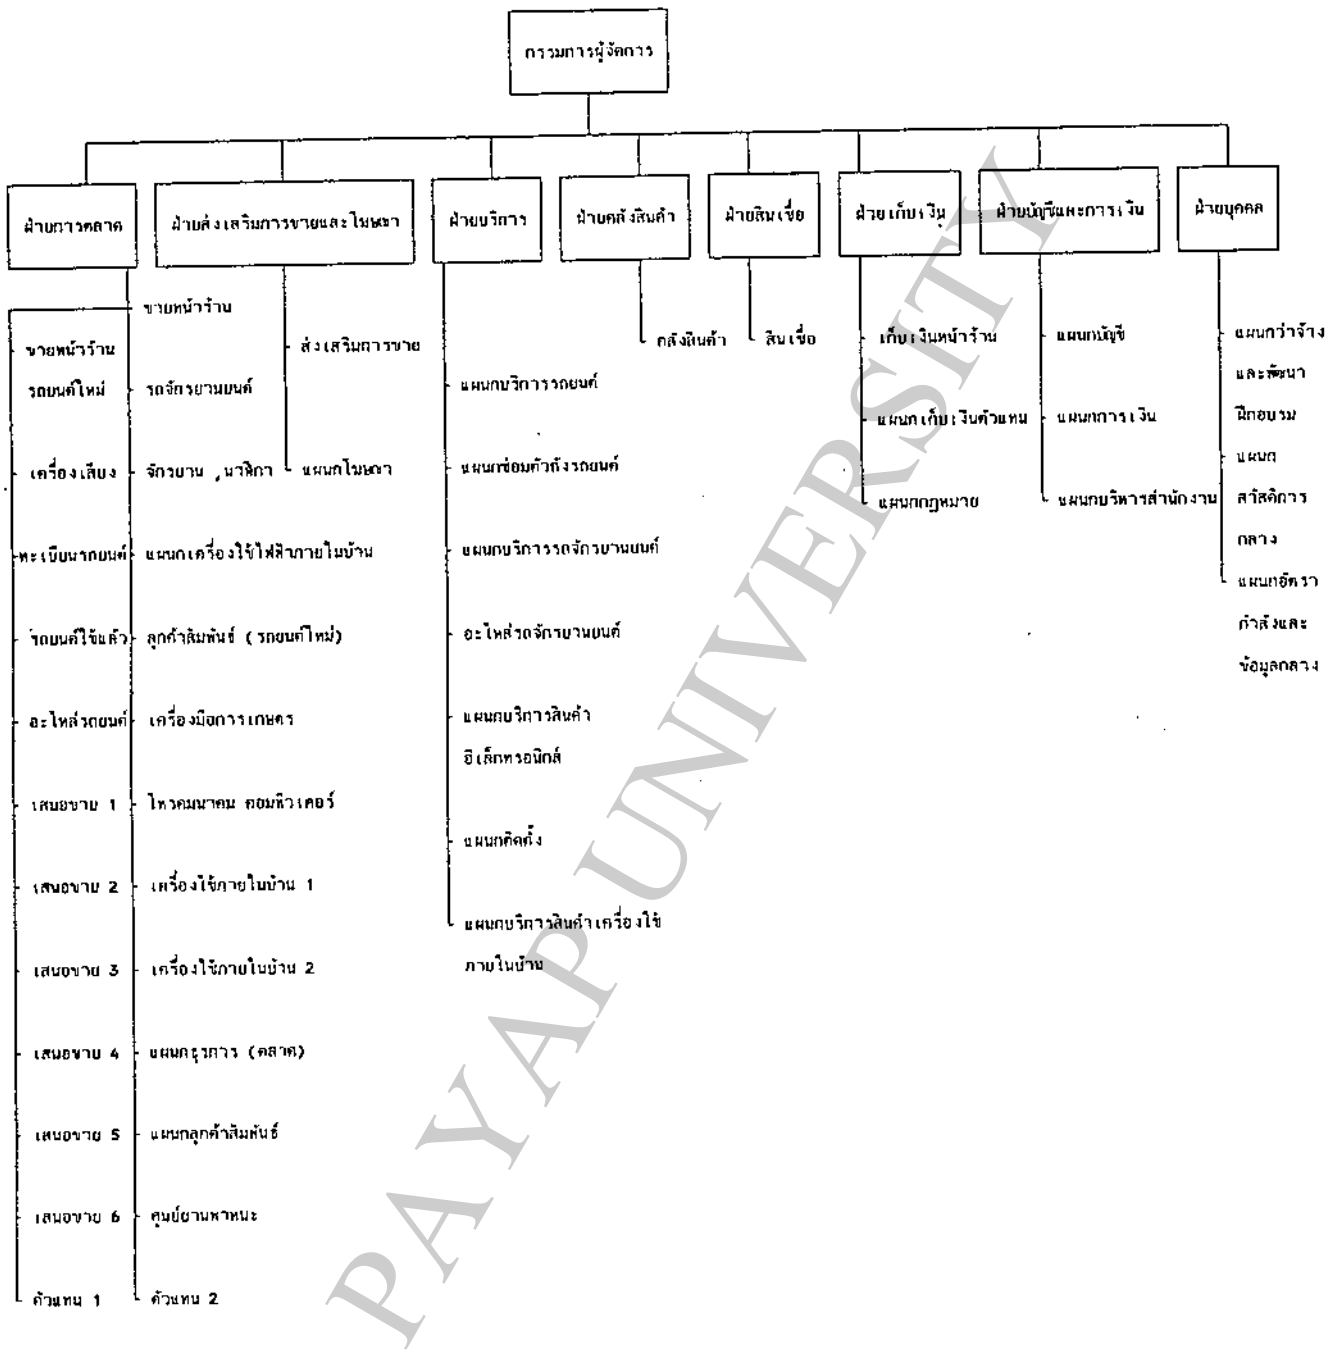 กรรมการผู้จัดการ
ฝ่ายการตลาด
ฝ่ายส่งเสริมการขายและโฆษณา
ฝ่ายบริการ
ฝ่ายคลังสินค้า
ฝ่ายสินเชื่อ
ฝ่ายเก็บเงิน
ฝ่ายบัญชีและการเงิน
ฝ่ายบุคคล
ขายหน้าร้าน
รถยนต์ใหม่
เครื่องเสียง
ทะเบียนรถยนต์
รถยนต์ใช้แล้ว
อะไหล่รถยนต์
เสนอขาย 1
เสนอขาย 2
เสนอขาย 3
เสนอขาย 4
เสนอขาย 5
เสนอขาย 6
ตัวแทน 1
ขายหน้าร้าน
รถจักรยานยนต์
จักรยาน ,นาฬิกา
แผนกเครื่องใช้ไฟฟ้าภายในบ้าน
ลูกค้าสัมพันธ์ (รถยนต์ใหม่)
เครื่องมือการเกษตร
โทรคมนาคม คอมพิวเตอร์
เครื่องใช้ภายในบ้าน 1
เครื่องใช้ภายในบ้าน 2
แผนกธุรการ (ตลาด)
แผนกลูกค้าสัมพันธ์
ศูนย์ยานพาหนะ
ตัวแทน 2
ส่งเสริมการขาย
แผนกโฆษณา
แผนกบริการรถยนต์
แผนกซ่อมตัวถังรถยนต์
แผนกบริการรถจักรยานยนต์
อะไหล่รถจักรยานยนต์
แผนกบริการสินค้า
อีเล็กทรอนิกส์
แผนกติดตั้ง
แผนกบริการสินค้าเครื่องใช้
ภายในบ้าน
คลังสินค้า
สินเชื่อ
เก็บเงินหน้าร้าน
แผนกเก็บเงินตัวแทน
แผนกกฎหมาย
แผนกบัญชี
แผนกการเงิน
แผนกบริหารสำนักงาน
แผนกว่าจ้าง
และพัฒนา
ฝึกอบรม
แผนก
สวัสดิการ
กลาง
แผนกอัตรา
กำลังและ
ข้อมูลกลาง
PAYAP UNIVERSITY